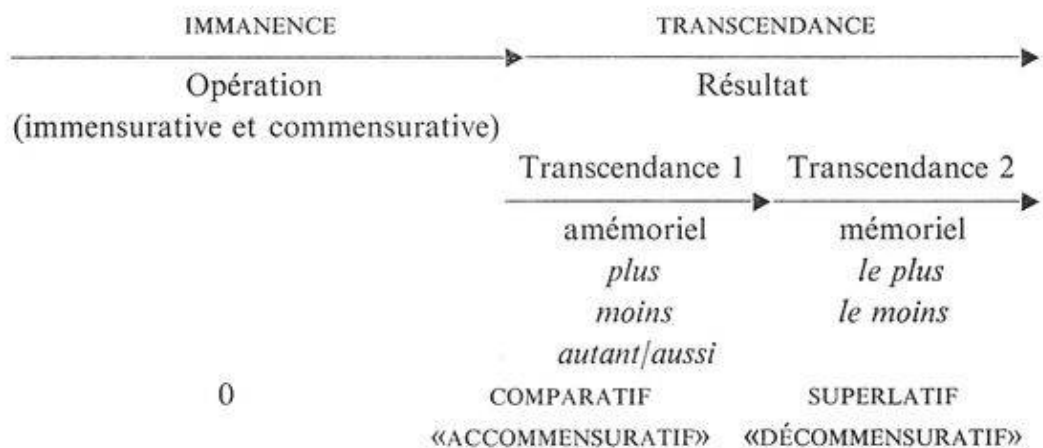 IMMANENCE TRANSCENDANCE
Opération Résultat
(immensurative et commensurative)
Transcendance 1 Transcendance 2
amémoriel mémoriel
plus le plus
moins le moins
autant/aussi
0 COMPARATIF SUPERLATIF
«ACCOMMENSURATIF» «DÉCOMMENSURATIF»